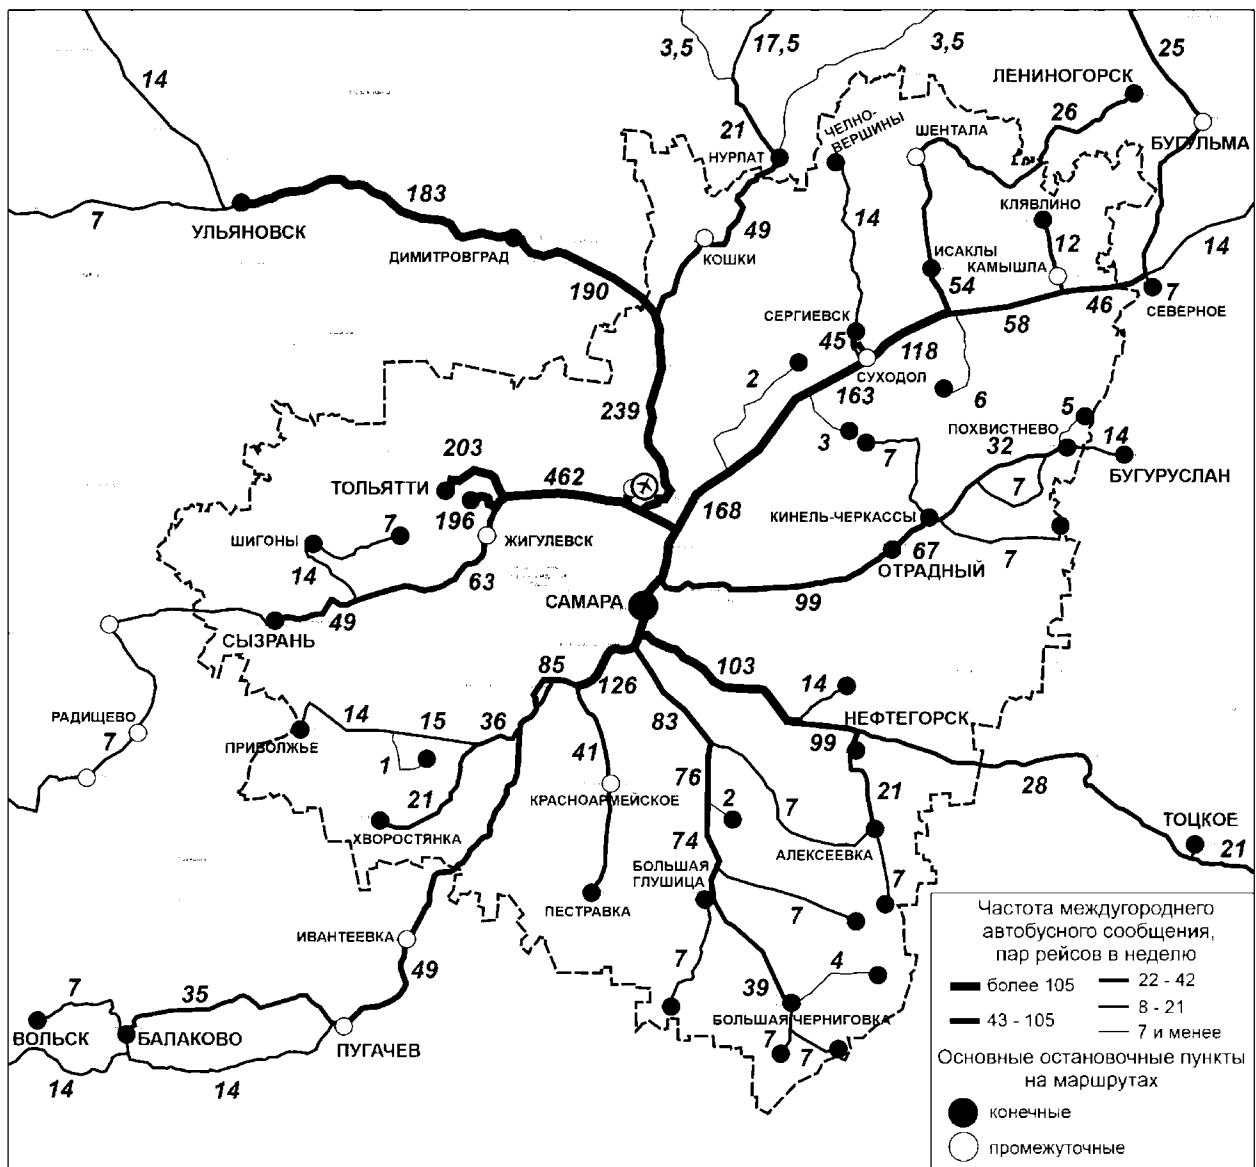 3,5
17,5
3,5
25
14
ЛЕНИНОГОРСК
26
21
ЧЕЛНО-
ВЕРШИНЫ
ШЕНТАЛА
БУГУЛЬМА
НУРЛАТ
183
7
УЛЬЯНОВСК
ДИМИТРОВГРАД
49
КОШКИ
14
КЛЯВЛИНО
12
14
ИСАКЛЫ
КАМЫШЛА
190
54
46
7
СЕВЕРНОЕ
СЕРГИЕВСК
58
45
118
СУХОДОЛ
2
163
6
239
3
7
ПОХВИСТНЕВО
5
32
14
БУГУРУСЛАН
203
462
ТОЛЬЯТТИ
196
168
7
КИНЕЛЬ-ЧЕРКАССЫ
67
7
ОТРАДНЫЙ
7
ШИГОНЫ
ЖИГУЛЕВСК
14
63
99
САМАРА
49
СЫЗРАНЬ
85
126
103
14
РАДИЩЕВО
7
14
15
36
83
НЕФТЕГОРСК
99
ПРИВОЛЖЬЕ
1
41
76
28
21
КРАСНОАРМЕЙСКОЕ
2
7
21
ТОЦКОЕ
21
ХВОРОСТЯНКА
74
АЛЕКСЕЕВКА
БОЛЬШАЯ
ГЛУШИЦА
7
ПЕСТРАВКА
7
ИВАНТЕЕВКА
49
7
4
7
35
39
ВОЛЬСК
БАЛАКОВО
ПУГАЧЕВ
БОЛЬШАЯ ЧЕРНИГОВКА
7
7
14
14
Частота междугороднего
автобусного сообщения,
пар рейсов в неделю
более 105
22 - 42
43 - 105
8 - 21
7 и менее
Основные остановочные пункты
на маршрутах
конечные
промежуточные